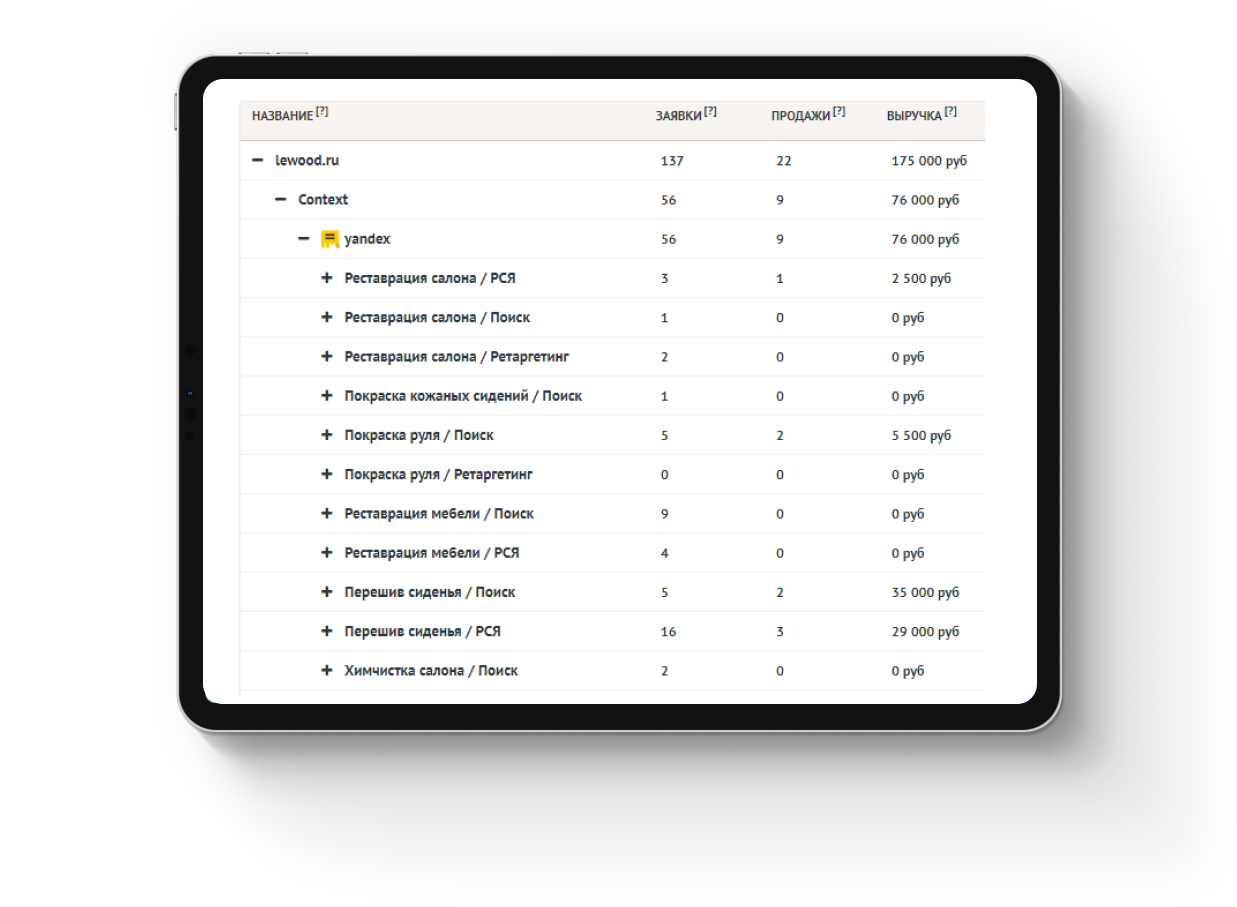 НАЗВАНИЕ [?] ЗАЯВКИ [?] ПРОДАЖИ [?] ВЫРУЧКА [?]
− lewood.ru 137 22 175 000 руб
− Context 56 9 76 000 руб
− yandex 56 9 76 000 руб
+ Реставрация салона / РСЯ 3 1 2 500 руб
+ Реставрация салона / Поиск 1 0 0 руб
+ Реставрация салона / Ретаргетинг 2 0 0 руб
+ Покраска кожаных сидений / Поиск 1 0 0 руб
+ Покраска руля / Поиск 5 2 5 500 руб
+ Покраска руля / Ретаргетинг 0 0 0 руб
+ Реставрация мебели / Поиск 9 0 0 руб
+ Реставрация мебели / РСЯ 4 0 0 руб
+ Перешив сиденья / Поиск 5 2 35 000 руб
+ Перешив сиденья / РСЯ 16 3 29 000 руб
+ Химчистка салона / Поиск 2 0 0 руб